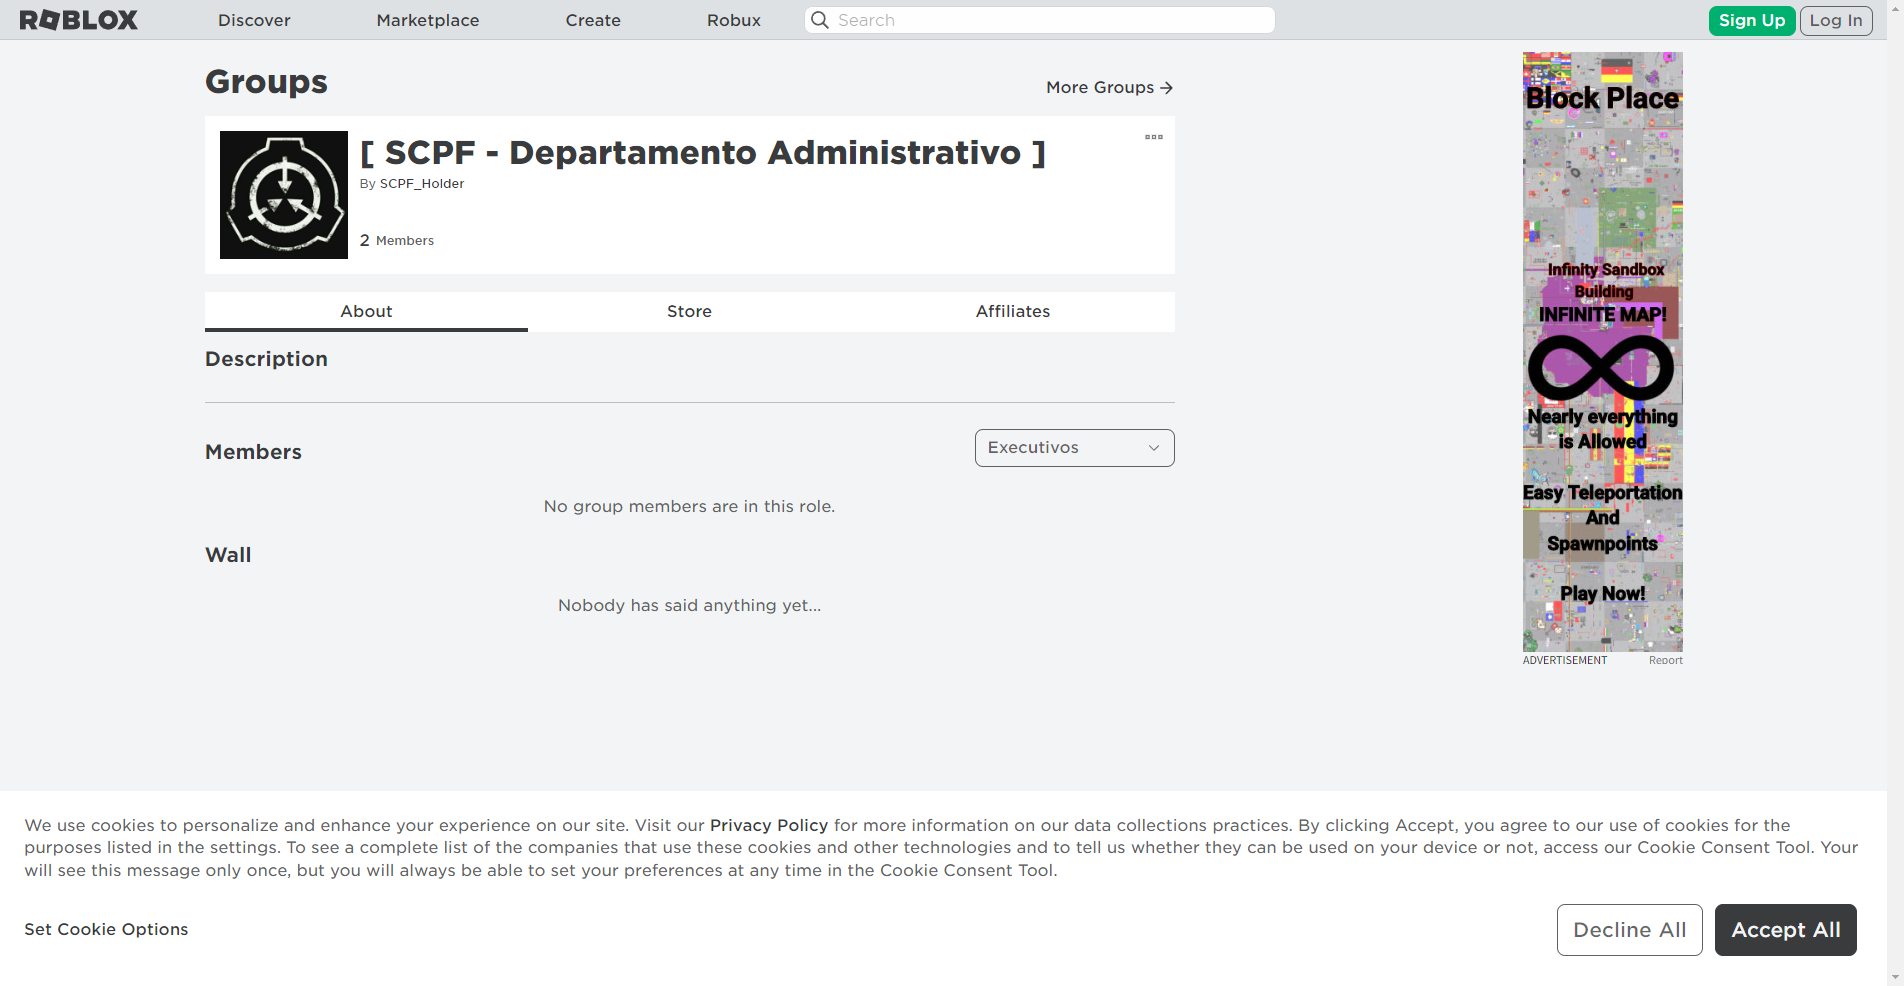 ROBLOX
Discover
Marketplace
Create
Robux
Search
Sign Up
Log In
Groups
More Groups →
[ SCPF - Departamento Administrativo ]
By SCPF_Holder
2 Members
About
Store
Affiliates
Description
Members
Executivos
No group members are in this role.
Wall
Nobody has said anything yet...
Block Place
Infinity Sandbox
Building
INFINITE MAP!
Nearly everything
is Allowed
Easy Teleportation
And
Spawnpoints
Play Now!
ADVERTISEMENT
Report
We use cookies to personalize and enhance your experience on our site. Visit our Privacy Policy for more information on our data collections practices. By clicking Accept, you agree to our use of cookies for the
purposes listed in the settings. To see a complete list of the companies that use these cookies and other technologies and to tell us whether they can be used on your device or not, access our Cookie Consent Tool. Your
will see this message only once, but you will always be able to set your preferences at any time in the Cookie Consent Tool.
Set Cookie Options
Decline All
Accept All